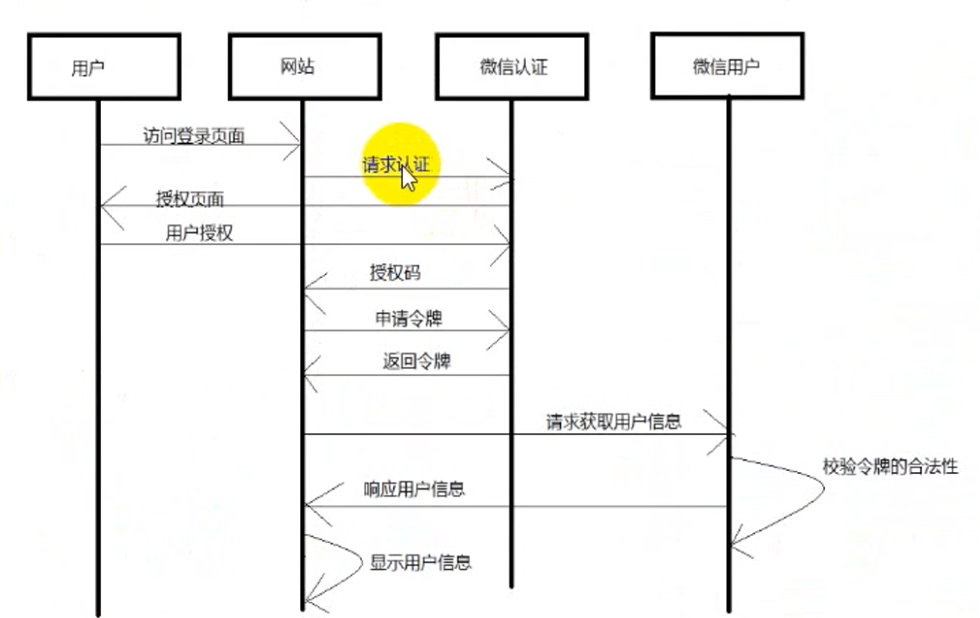 用户
网站
微信认证
微信用户
访问登录页面
请求认证
授权页面
用户授权
授权码
申请令牌
返回令牌
请求获取用户信息
校验令牌的合法性
响应用户信息
显示用户信息